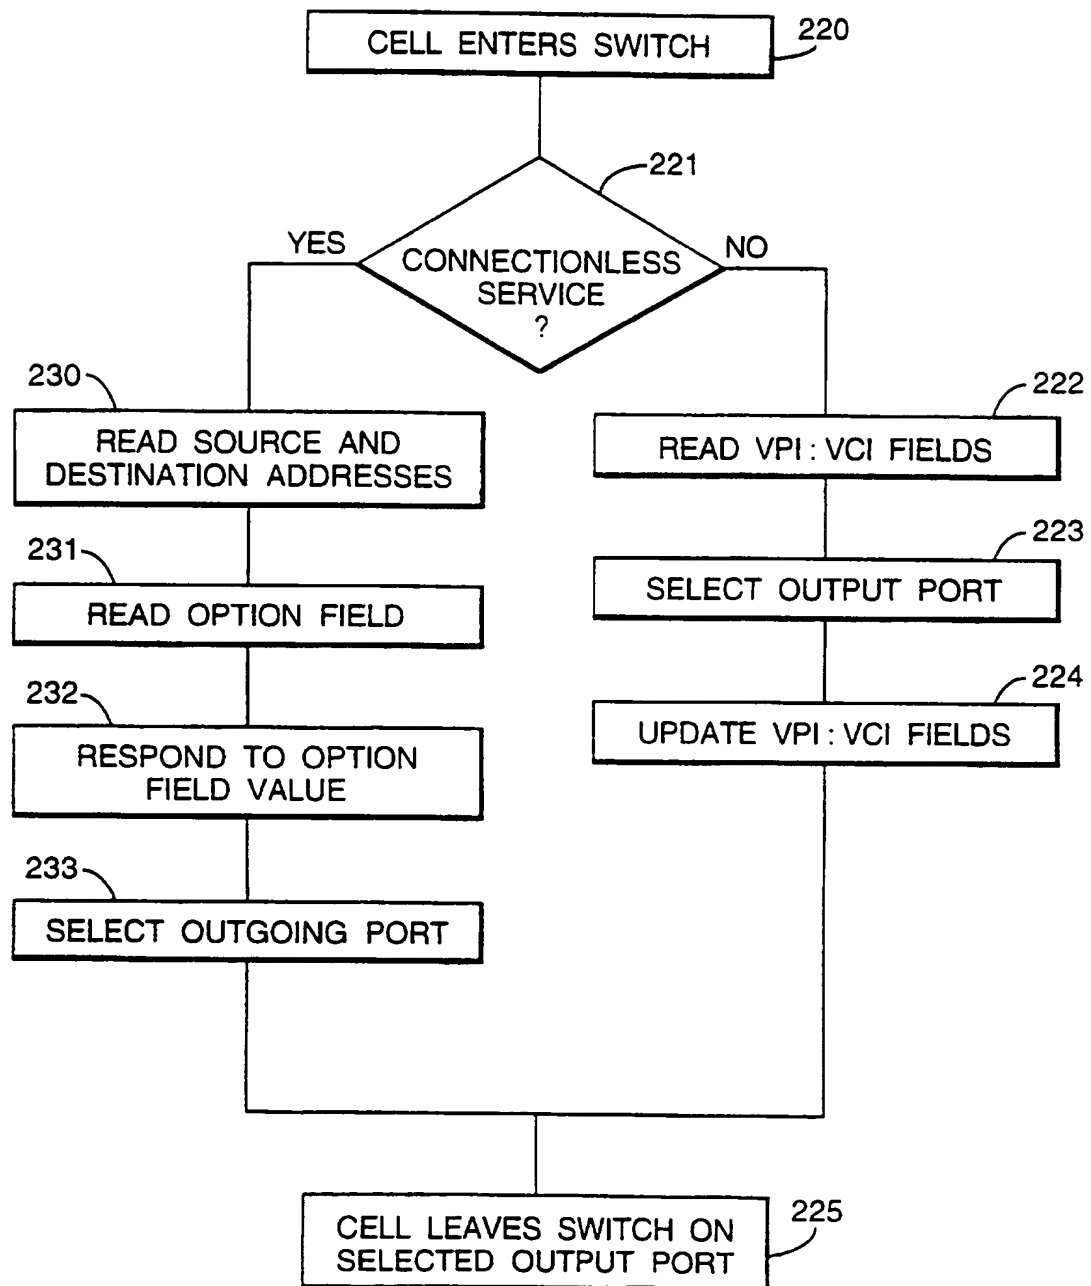 CELL ENTERS SWITCH
220
221
YES
NO
CONNECTIONLESS
SERVICE
?
230
READ SOURCE AND
DESTINATION ADDRESSES
231
READ OPTION FIELD
232
RESPOND TO OPTION
FIELD VALUE
233
SELECT OUTGOING PORT
222
READ VPI : VCI FIELDS
223
SELECT OUTPUT PORT
224
UPDATE VPI : VCI FIELDS
CELL LEAVES SWITCH ON
SELECTED OUTPUT PORT
225